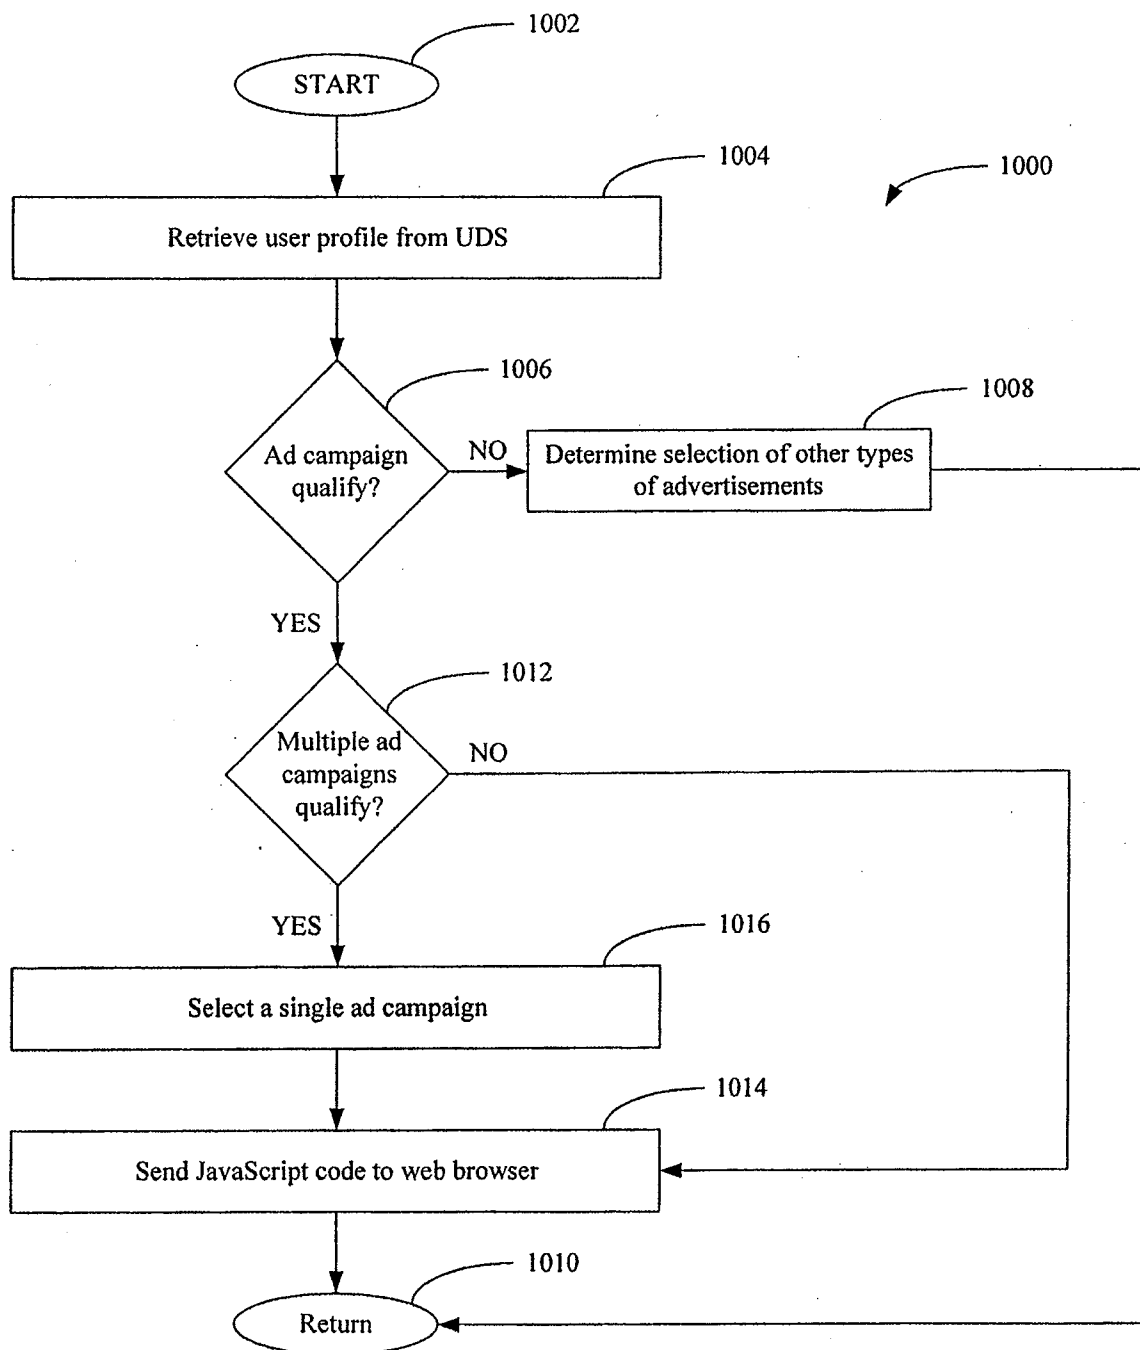 1002
START
1004
1000
Retrieve user profile from UDS
1006
1008
Ad campaign
qualify?
NO
Determine selection of other types
of advertisements
YES
1012
Multiple ad
campaigns
qualify?
NO
YES
1016
Select a single ad campaign
1014
Send JavaScript code to web browser
1010
Return